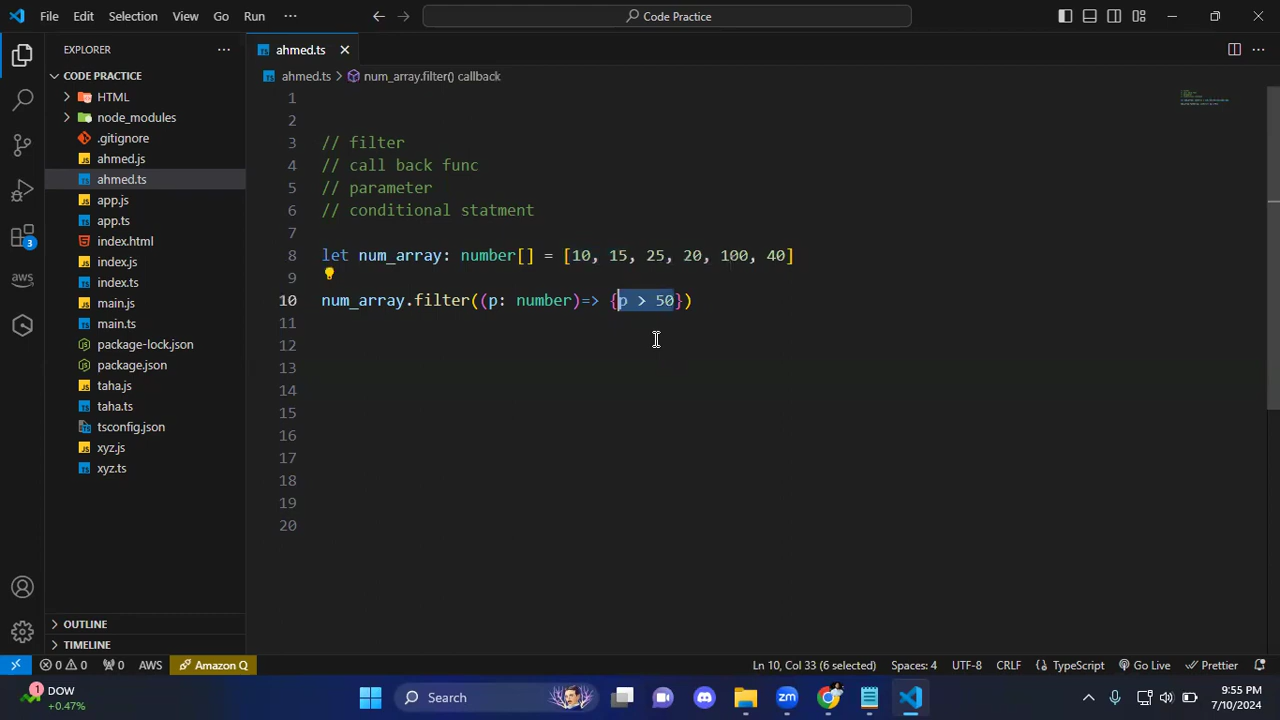 File Edit Selection View Go Run ··· Code Practice
EXPLORER ···
ahmed.ts
CODE PRACTICE
HTML
node_modules
.gitignore
ahmed.js
ahmed.ts
app.js
app.ts
index.html
index.js
index.ts
main.js
main.ts
package-lock.json
package.json
taha.js
taha.ts
tsconfig.json
xyz.js
xyz.ts
3
aws
OUTLINE
TIMELINE
ahmed.ts > num_array.filter() callback
1
2
3 // filter
4 // call back func
5 // parameter
6 // conditional statment
7
8 let num_array: number[] = [10, 15, 25, 20, 100, 40]
9
10 num_array.filter((p: number)=> {p > 50})
11
12
13
14
15
16
17
18
19
20
0 0 0 AWS Amazon Q Ln 10, Col 33 (6 selected) Spaces: 4 UTF-8 CRLF TypeScript Go Live Prettier
1 DOW
+0.47%
Search
zm
9:55 PM
7/10/2024